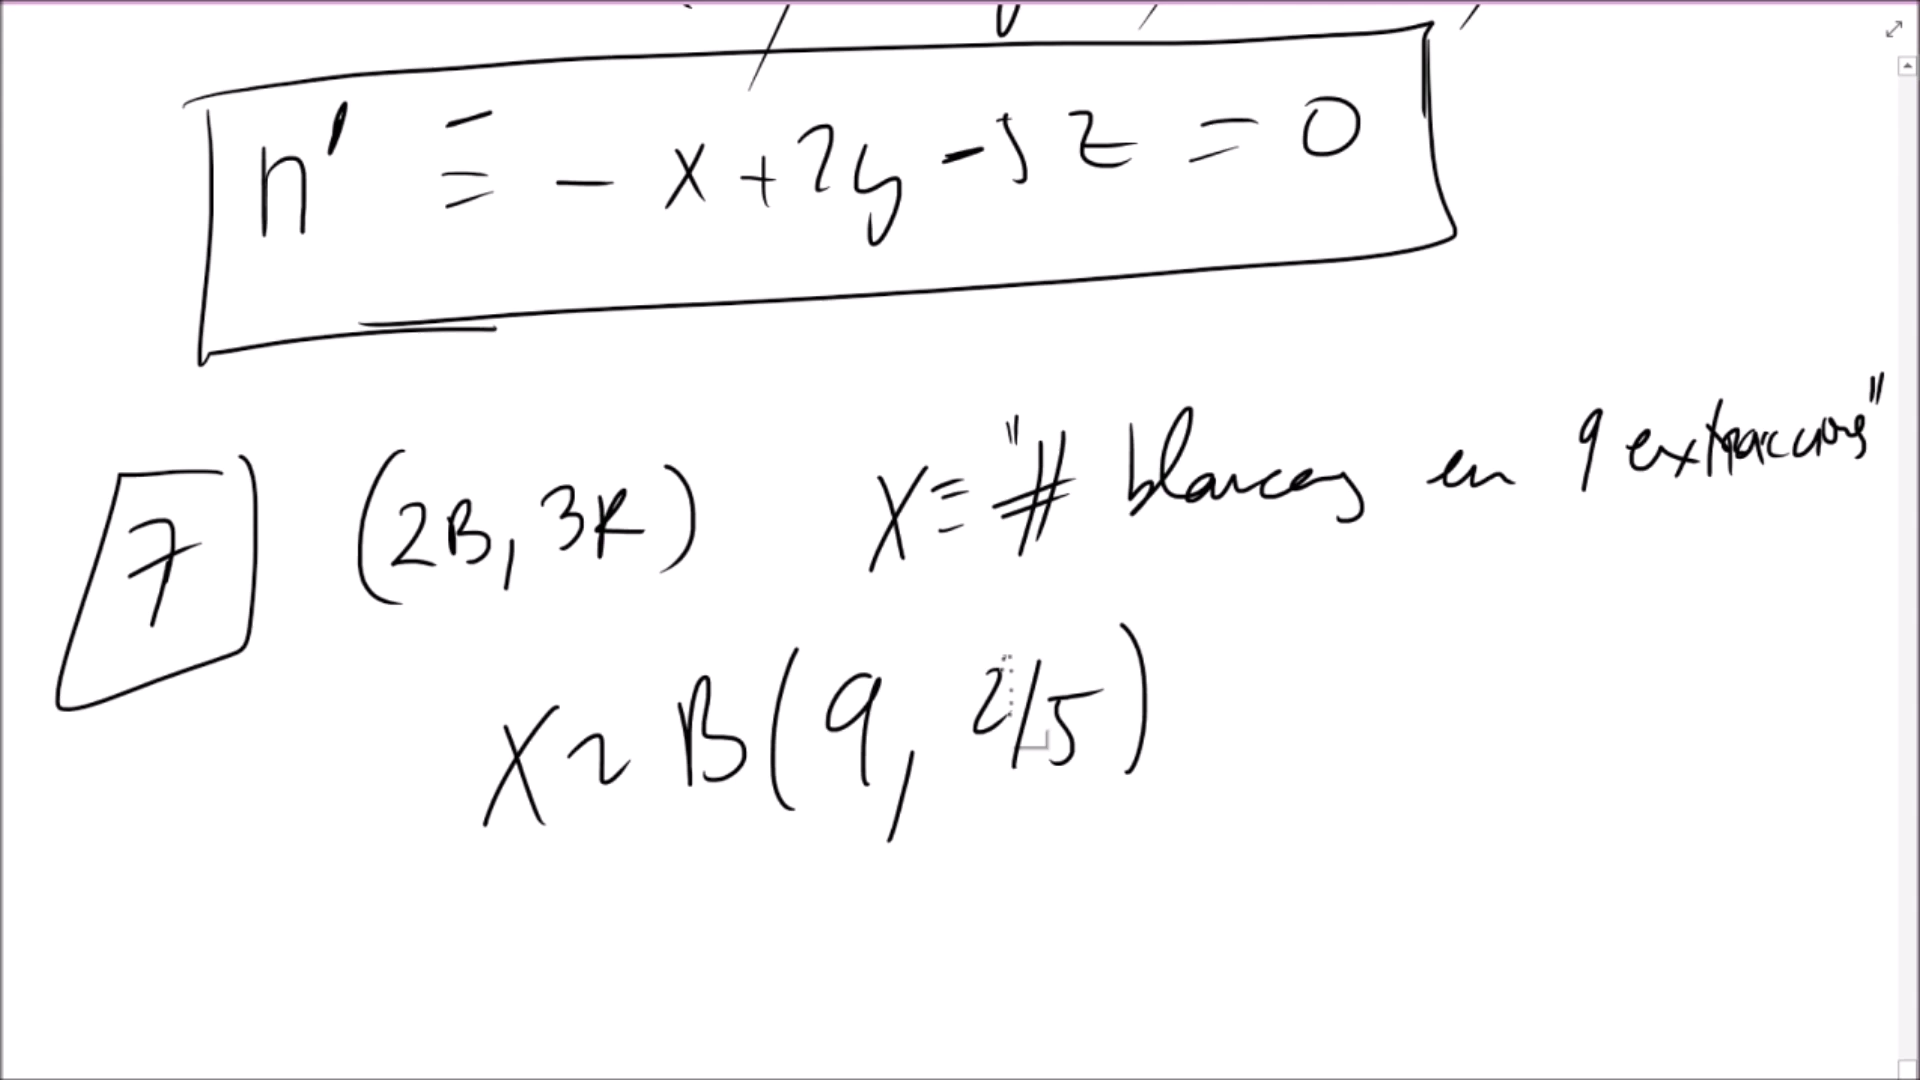 π' ≡ -x + 2y - 5z = 0
7 (2B, 3R) X ≡ "# blancas en 9 extracciones"
X ~ B(9, 2/5)